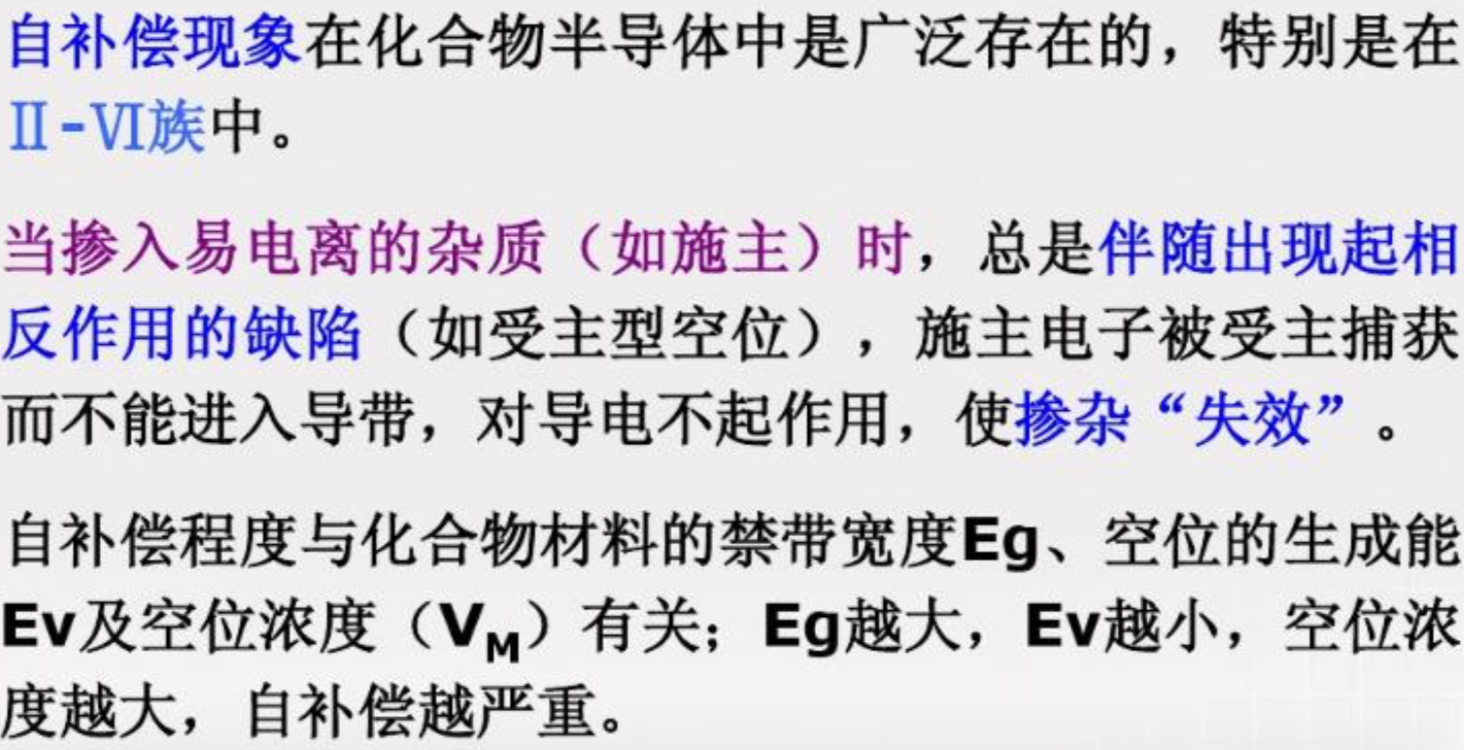 自补偿现象在化合物半导体中是广泛存在的，特别是在
Ⅱ-Ⅵ族中。
当掺入易电离的杂质（如施主）时，总是伴随出现起相
反作用的缺陷（如受主型空位），施主电子被受主捕获
而不能进入导带，对导电不起作用，使掺杂“失效”。
自补偿程度与化合物材料的禁带宽度Eg、空位的生成能
Ev及空位浓度（VM）有关；Eg越大，Ev越小，空位浓
度越大，自补偿越严重。